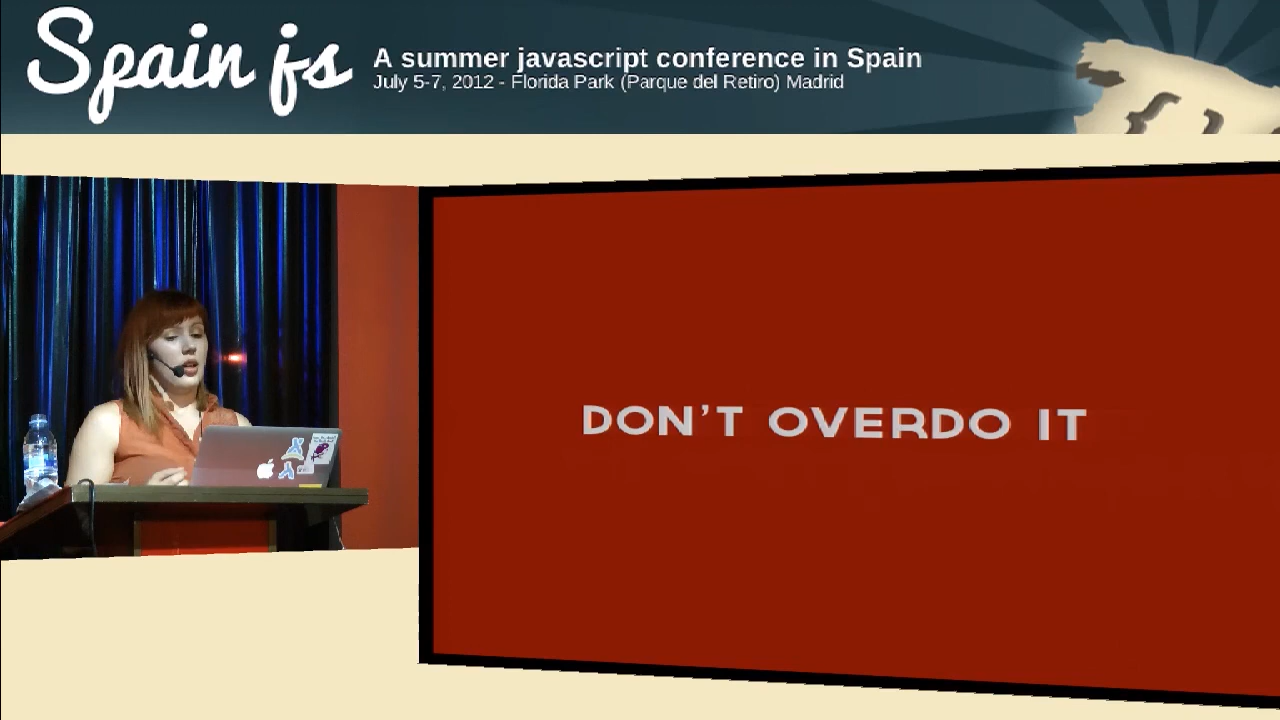 Spain js
A summer javascript conference in Spain
July 5-7, 2012 - Florida Park (Parque del Retiro) Madrid
DON'T OVERDO IT